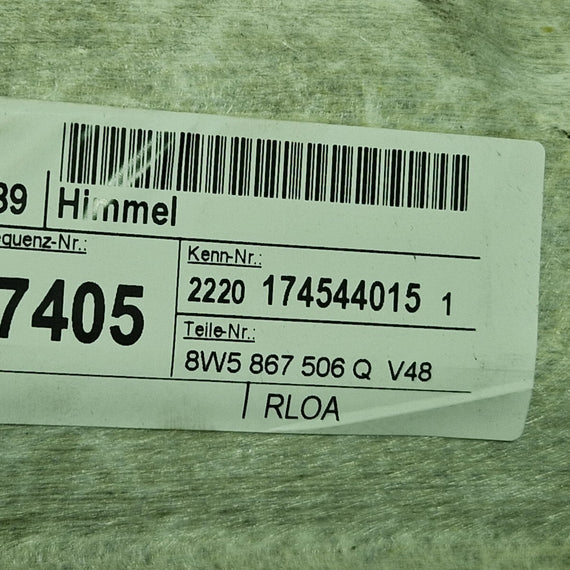 39 Himmel
equenz-Nr.:
Kenn-Nr.:
7405
2220 174544015 1
Teile-Nr.:
8W5 867 506 Q V48
RLOA